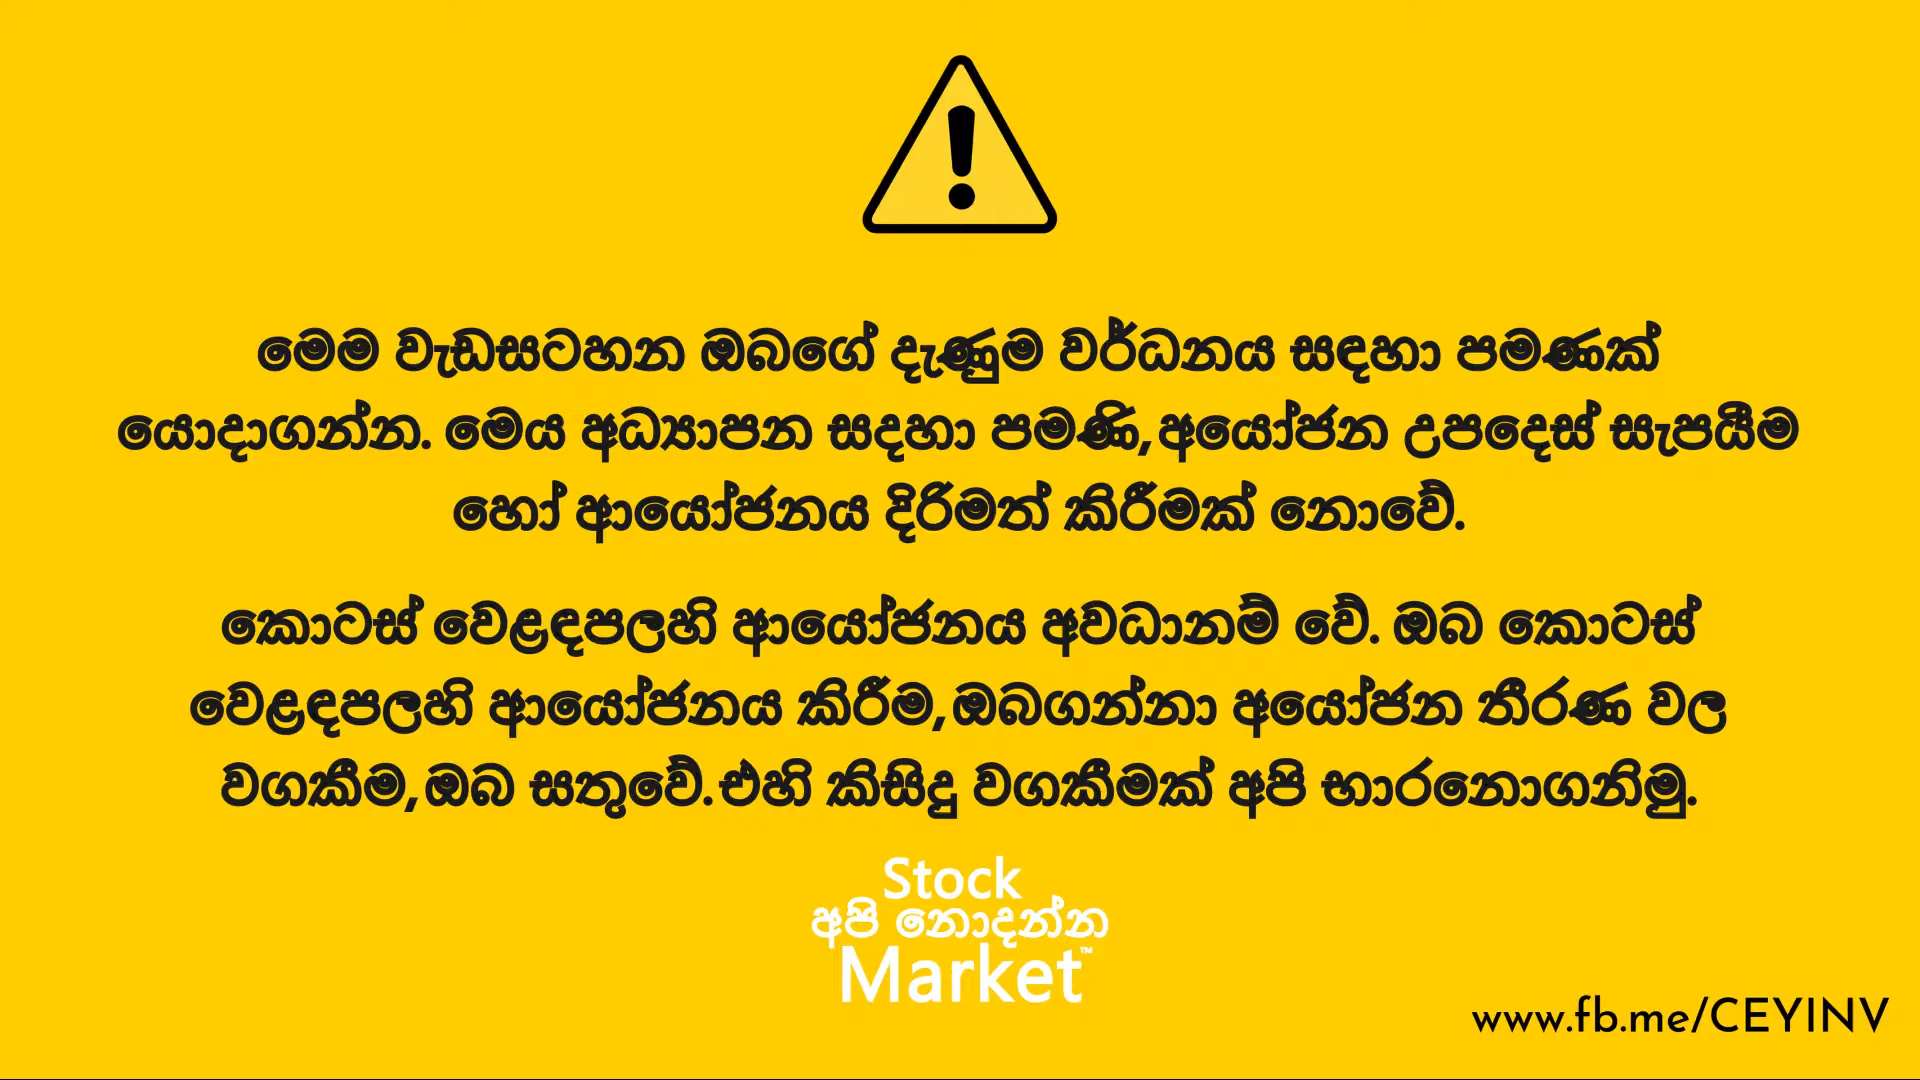 මෙම වැඩසටහන ඔබගේ දැණුම වර්ධනය සඳහා පමණක්
යොදාගන්න. මෙය අධ්‍යාපන සඳහා පමණි,අයෝජන උපදෙස් සැපයීම
හෝ ආයෝජනය දිරිමත් කිරීමක් නොවේ.
කොටස් වෙළඳපලහි ආයෝජනය අවධානම් වේ. ඔබ කොටස්
වෙළඳපලහි ආයෝජනය කිරීම,ඔබගන්නා අයෝජන තීරණ වල
වගකීම,ඔබ සතුවේ.එහි කිසිදු වගකීමක් අපි භාරනොගනිමු.
Stock
අපි නොදන්න
Market™
www.fb.me/CEYINV